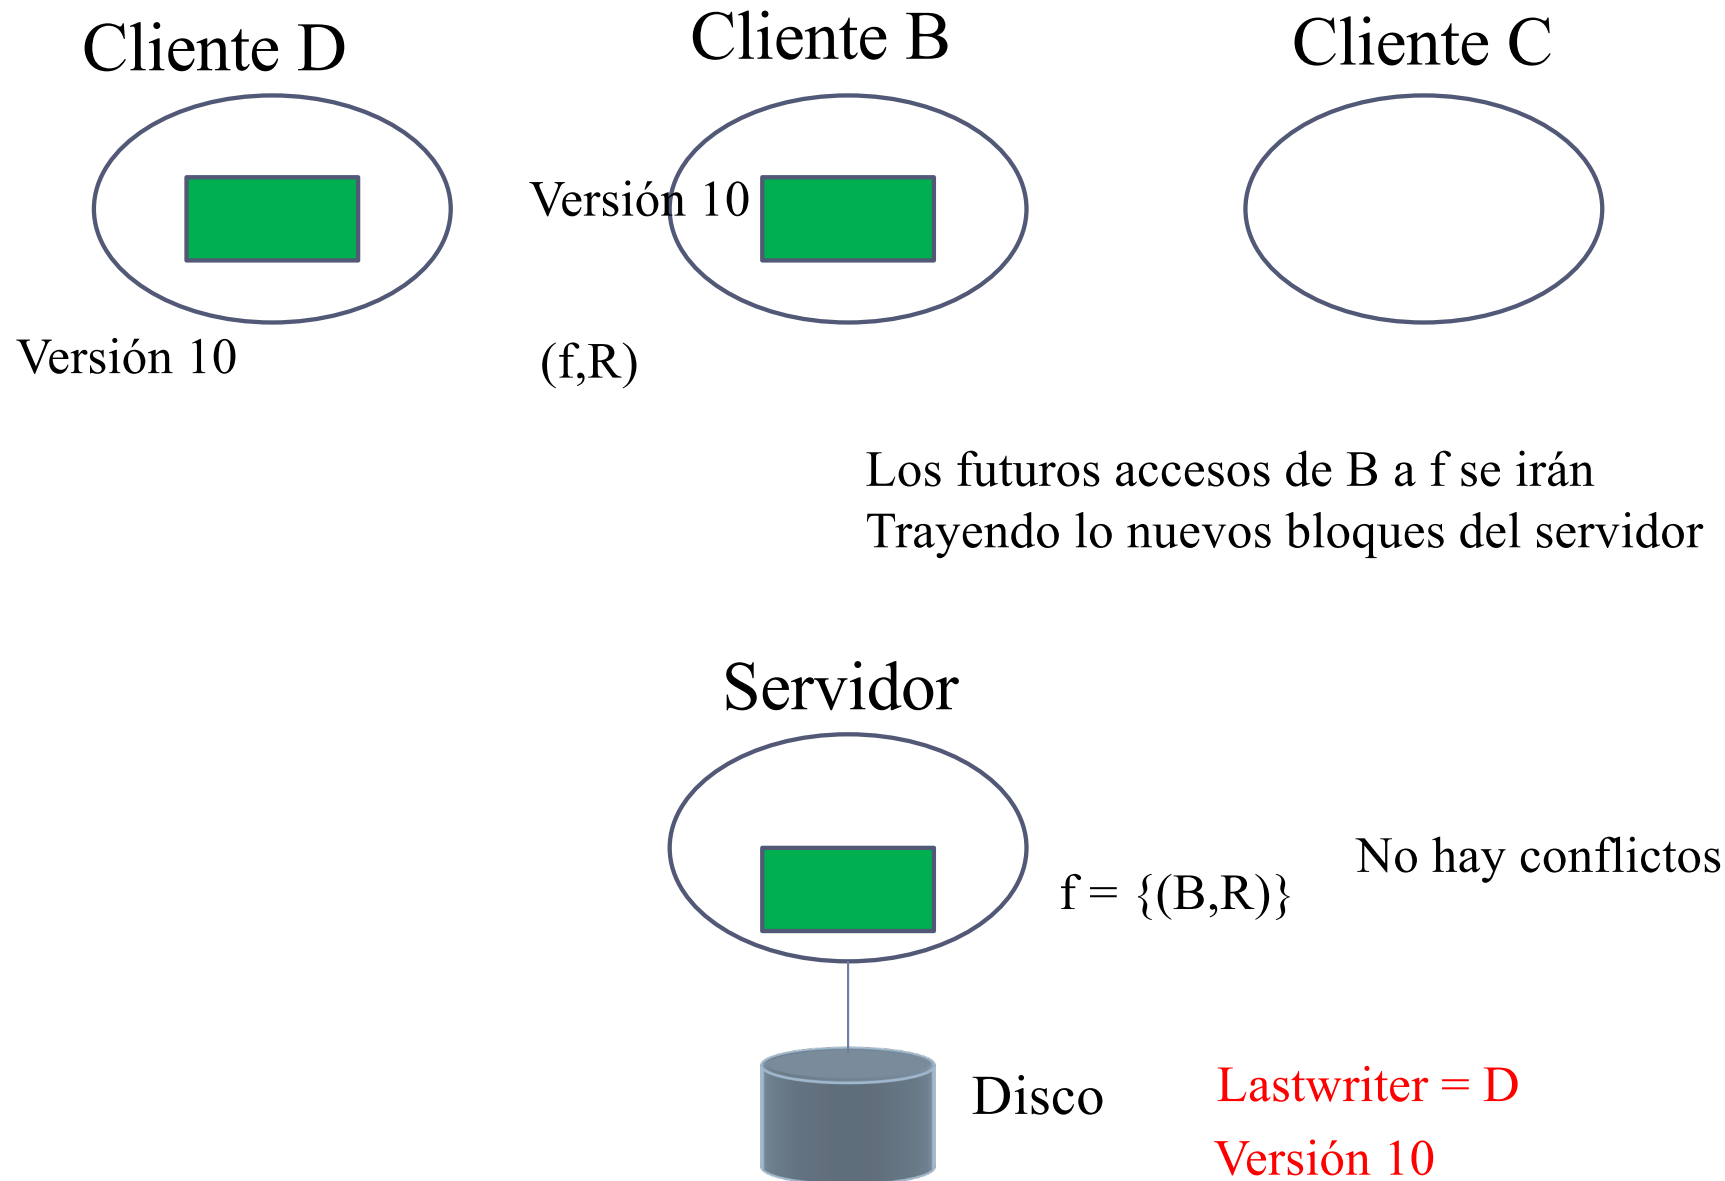 Cliente D
Cliente B
Cliente C
Versión 10
Versión 10
(f,R)
Los futuros accesos de B a f se irán
Trayendo lo nuevos bloques del servidor
Servidor
No hay conflictos
f = {(B,R)}
Disco
Lastwriter = D
Versión 10